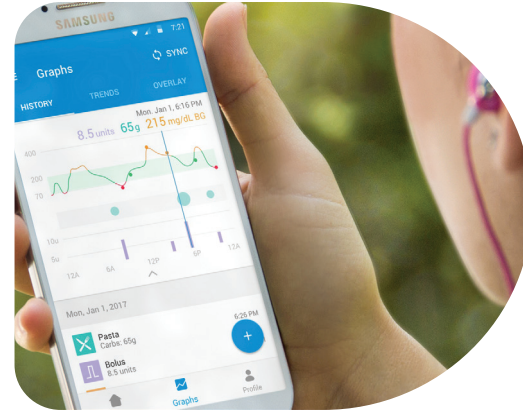 SAMSUNG
7:21
Graphs
SYNC
HISTORY
TRENDS
OVERLAY
Mon. Jan 1, 6:16 PM
8.5 units 65g 215 mg/dL BG
400
200
70
10u
5u
12A 6A 12P 6P 12A
Mon, Jan 1, 2017
Pasta
Carbs: 65g
6:26 PM
Bolus
8.5 units
+
Graphs
Profile